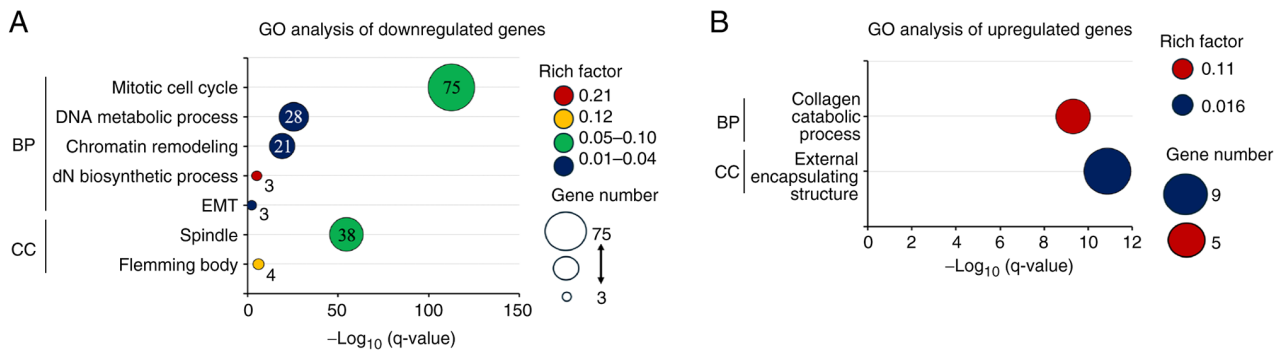 A
GO analysis of downregulated genes
BP
CC
Mitotic cell cycle
DNA metabolic process
Chromatin remodeling
dN biosynthetic process
EMT
Spindle
Flemming body
75
28
21
3
3
38
4
0
50
100
150
−Log10 (q-value)
Rich factor
0.21
0.12
0.05–0.10
0.01–0.04
Gene number
75
3
B
GO analysis of upregulated genes
BP
CC
Collagen
catabolic
process
External
encapsulating
structure
0
2
4
6
8
10
12
−Log10 (q-value)
Rich factor
0.11
0.016
Gene number
9
5